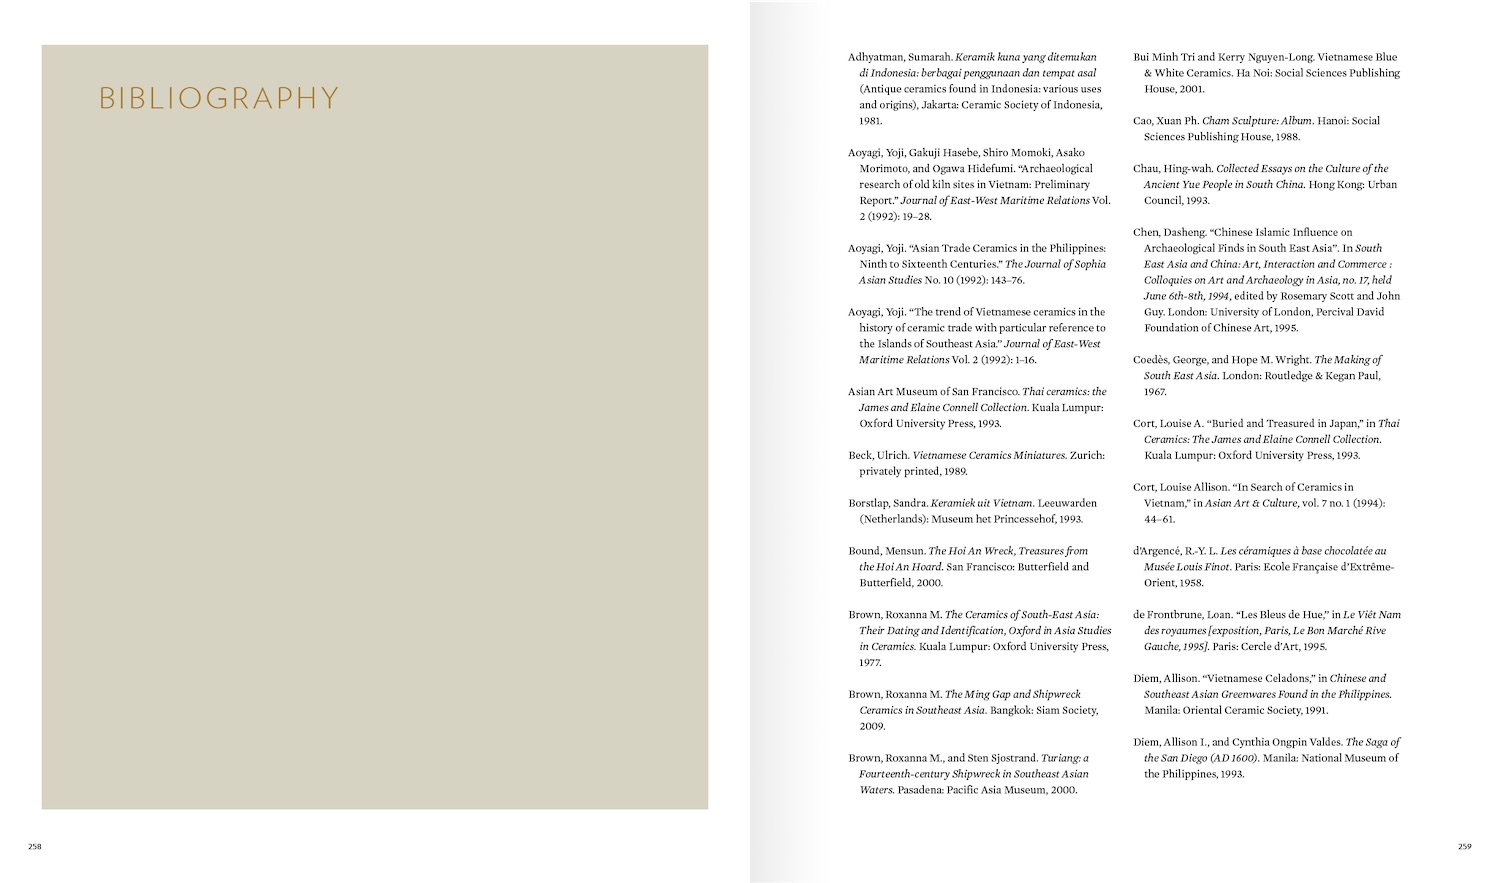 BIBLIOGRAPHY
258
Adhyatman, Sumarah. Keramik kuna yang ditemukan
di Indonesia: berbagai penggunaan dan tempat asal
(Antique ceramics found in Indonesia: various uses
and origins), Jakarta: Ceramic Society of Indonesia,
1981.
Aoyagi, Yoji, Gakuji Hasebe, Shiro Momoki, Asako
Morimoto, and Ogawa Hidefumi. “Archaeological
research of old kiln sites in Vietnam: Preliminary
Report.” Journal of East-West Maritime Relations Vol.
2 (1992): 19–28.
Aoyagi, Yoji. “Asian Trade Ceramics in the Philippines:
Ninth to Sixteenth Centuries.” The Journal of Sophia
Asian Studies No. 10 (1992): 143–76.
Aoyagi, Yoji. “The trend of Vietnamese ceramics in the
history of ceramic trade with particular reference to
the Islands of Southeast Asia.” Journal of East-West
Maritime Relations Vol. 2 (1992): 1–16.
Asian Art Museum of San Francisco. Thai ceramics: the
James and Elaine Connell Collection. Kuala Lumpur:
Oxford University Press, 1993.
Beck, Ulrich. Vietnamese Ceramics Miniatures. Zurich:
privately printed, 1989.
Borstlap, Sandra. Keramiek uit Vietnam. Leeuwarden
(Netherlands): Museum het Princessehof, 1993.
Bound, Mensun. The Hoi An Wreck, Treasures from
the Hoi An Hoard. San Francisco: Butterfield and
Butterfield, 2000.
Brown, Roxanna M. The Ceramics of South-East Asia:
Their Dating and Identification, Oxford in Asia Studies
in Ceramics. Kuala Lumpur: Oxford University Press,
1977.
Brown, Roxanna M. The Ming Gap and Shipwreck
Ceramics in Southeast Asia. Bangkok: Siam Society,
2009.
Brown, Roxanna M., and Sten Sjostrand. Turiang: a
Fourteenth-century Shipwreck in Southeast Asian
Waters. Pasadena: Pacific Asia Museum, 2000.
Bui Minh Tri and Kerry Nguyen-Long. Vietnamese Blue
& White Ceramics. Ha Noi: Social Sciences Publishing
House, 2001.
Cao, Xuan Ph. Cham Sculpture: Album. Hanoi: Social
Sciences Publishing House, 1988.
Chau, Hing-wah. Collected Essays on the Culture of the
Ancient Yue People in South China. Hong Kong: Urban
Council, 1993.
Chen, Dasheng. “Chinese Islamic Influence on
Archaeological Finds in South East Asia”. In South
East Asia and China: Art, Interaction and Commerce :
Colloquies on Art and Archaeology in Asia, no. 17, held
June 6th-8th, 1994, edited by Rosemary Scott and John
Guy. London: University of London, Percival David
Foundation of Chinese Art, 1995.
Coedès, George, and Hope M. Wright. The Making of
South East Asia. London: Routledge & Kegan Paul,
1967.
Cort, Louise A. “Buried and Treasured in Japan,” in Thai
Ceramics: The James and Elaine Connell Collection.
Kuala Lumpur: Oxford University Press, 1993.
Cort, Louise Allison. “In Search of Ceramics in
Vietnam,” in Asian Art & Culture, vol. 7 no. 1 (1994):
44–61.
d’Argencé, R.-Y. L. Les céramiques à base chocolatée au
Musée Louis Finot. Paris: Ecole Française d’Extrême-
Orient, 1958.
de Frontbrune, Loan. “Les Bleus de Hue,” in Le Viêt Nam
des royaumes [exposition, Paris, Le Bon Marché Rive
Gauche, 1995]. Paris: Cercle d’Art, 1995.
Diem, Allison. “Vietnamese Celadons,” in Chinese and
Southeast Asian Greenwares Found in the Philippines.
Manila: Oriental Ceramic Society, 1991.
Diem, Allison I., and Cynthia Ongpin Valdes. The Saga of
the San Diego (AD 1600). Manila: National Museum of
the Philippines, 1993.
259